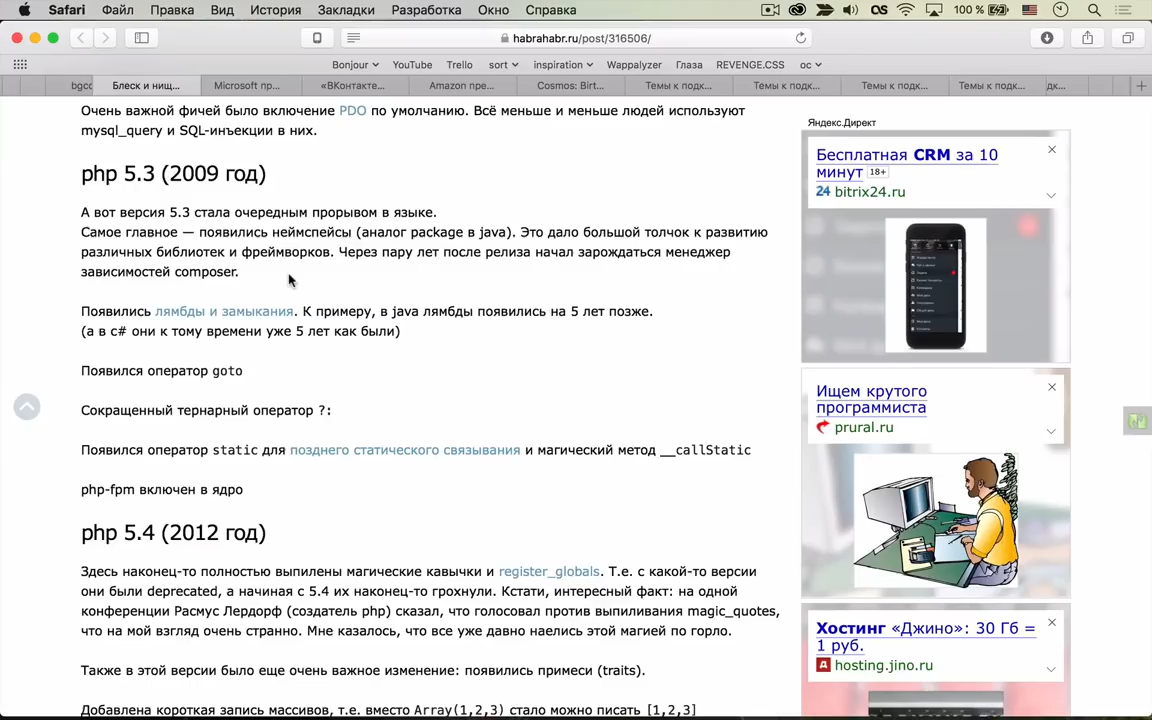 Safari Файл Правка Вид История Закладки Разработка Окно Справка 100 %
habrahabr.ru/post/316506/
Bonjour YouTube Trello sort inspiration Wappalyzer Глаза REVENGE.CSS ос
bgcc Блеск и нищ... Microsoft пр... «ВКонтакте... Amazon пре... Cosmos: Birt... Темы к подк... Темы к подк... Темы к подк... Темы к подк... дк...
Очень важной фичей было включение PDO по умолчанию. Всё меньше и меньше людей используют
mysql_query и SQL-инъекции в них.
php 5.3 (2009 год)
А вот версия 5.3 стала очередным прорывом в языке.
Самое главное — появились неймспейсы (аналог package в java). Это дало большой толчок к развитию
различных библиотек и фреймворков. Через пару лет после релиза начал зарождаться менеджер
зависимостей composer.
Появились лямбды и замыкания. К примеру, в java лямбды появились на 5 лет позже.
(а в c# они к тому времени уже 5 лет как были)
Появился оператор goto
Сокращенный тернарный оператор ?:
Появился оператор static для позднего статического связывания и магический метод __callStatic
php-fpm включен в ядро
php 5.4 (2012 год)
Здесь наконец-то полностью выпилены магические кавычки и register_globals. Т.е. с какой-то версии
они были deprecated, а начиная с 5.4 их наконец-то грохнули. Кстати, интересный факт: на одной
конференции Расмус Лердорф (создатель php) сказал, что голосовал против выпиливания magic_quotes,
что на мой взгляд очень странно. Мне казалось, что все уже давно наелись этой магией по горло.
Также в этой версии было еще очень важное изменение: появились примеси (traits).
Добавлена короткая запись массивов, т.е. вместо Array(1,2,3) стало можно писать [1,2,3]
Яндекс.Директ
Бесплатная CRM за 10
минут 18+
24 bitrix24.ru
Ищем крутого
программиста
prural.ru
Хостинг «Джино»: 30 Гб =
1 руб.
hosting.jino.ru